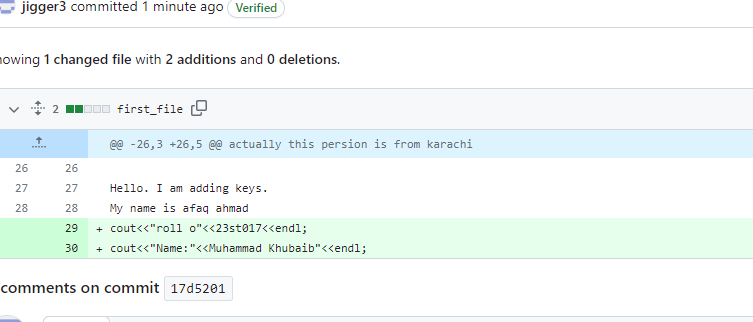 jigger3 committed 1 minute ago Verified
owing 1 changed file with 2 additions and 0 deletions.
2 first_file
@@ -26,3 +26,5 @@ actually this persion is from karachi
26 26
27 27 Hello. I am adding keys.
28 28 My name is afaq ahmad
29 + cout<<"roll o"<<23st017<<endl;
30 + cout<<"Name:"<<Muhammad Khubaib"<<endl;
comments on commit 17d5201